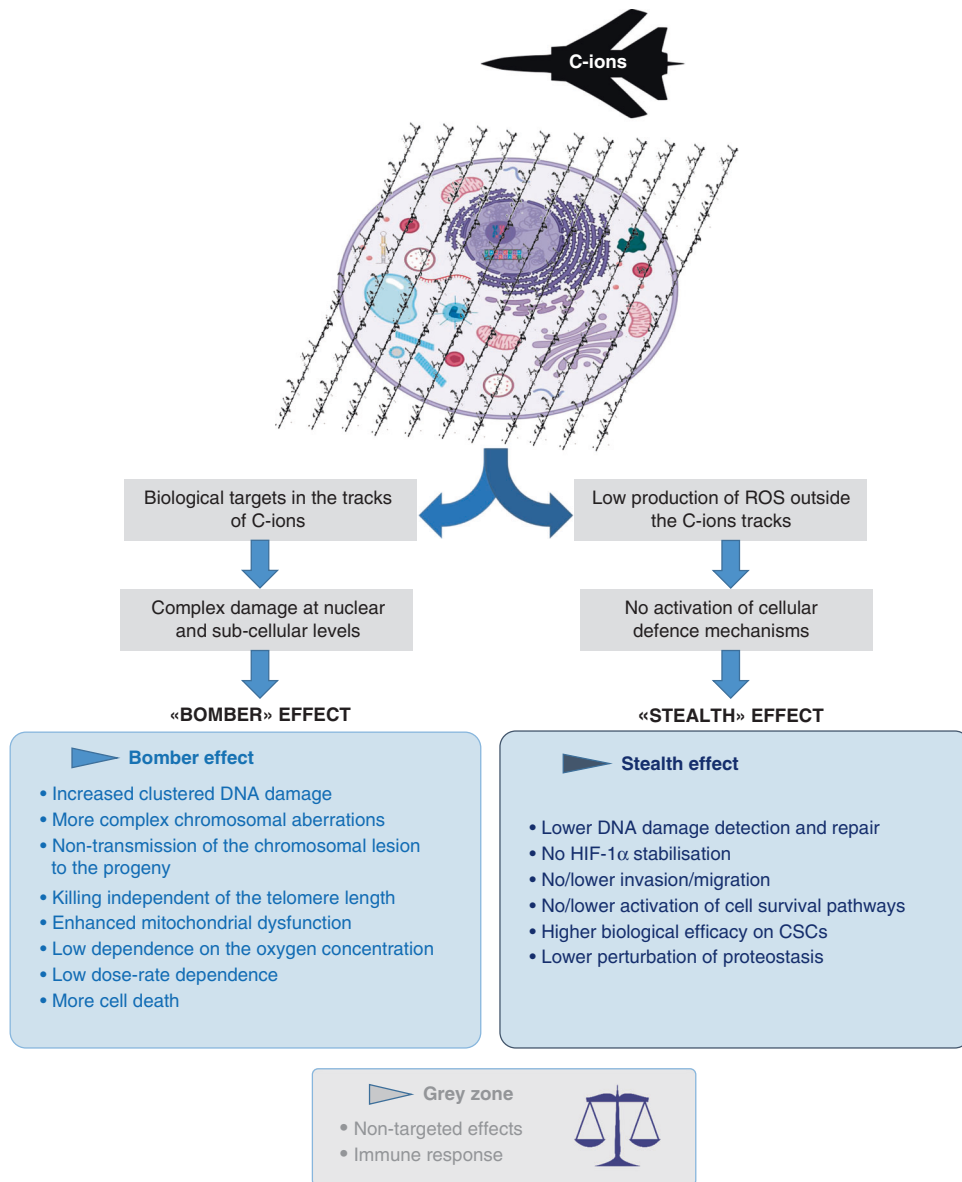 C-ions
Biological targets in the tracks
of C-ions
Low production of ROS outside
the C-ions tracks
Complex damage at nuclear
and sub-cellular levels
No activation of cellular
defence mechanisms
«BOMBER» EFFECT
«STEALTH» EFFECT
Bomber effect
• Increased clustered DNA damage
• More complex chromosomal aberrations
• Non-transmission of the chromosomal lesion
to the progeny
• Killing independent of the telomere length
• Enhanced mitochondrial dysfunction
• Low dependence on the oxygen concentration
• Low dose-rate dependence
• More cell death
Stealth effect
• Lower DNA damage detection and repair
• No HIF-1α stabilisation
• No/lower invasion/migration
• No/lower activation of cell survival pathways
• Higher biological efficacy on CSCs
• Lower perturbation of proteostasis
Grey zone
• Non-targeted effects
• Immune response